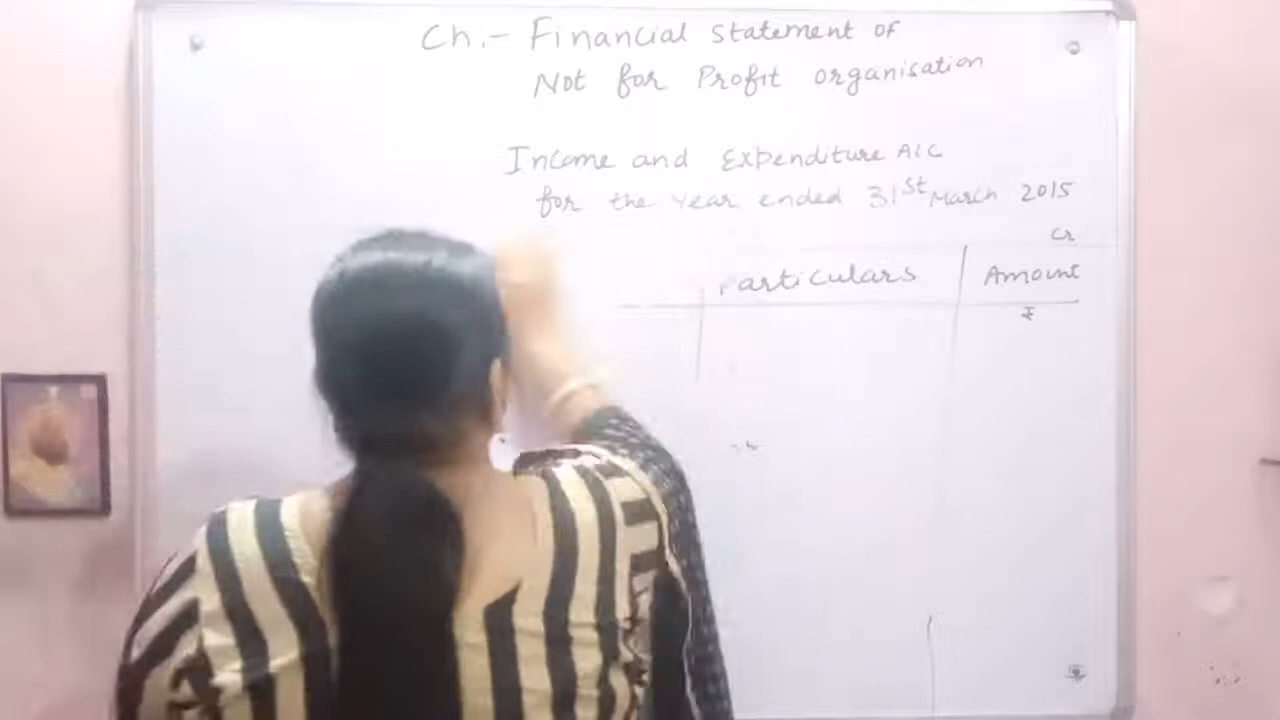 Ch.- Financial Statement of
Not for Profit organisation
Income and Expenditure A/C
for the Year ended 31st March 2015
Cr
Particulars Amount
₹